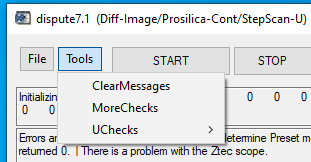 dispute7.1 (Diff-Image/Prosilica-Cont/StepScan-U)
File Tools START STOP
ClearMessages
MoreChecks
UChecks
Initializin 0 0 0
0 0
Errors an etermine Preset m
returned 0. There is a problem with the Ztec scope.